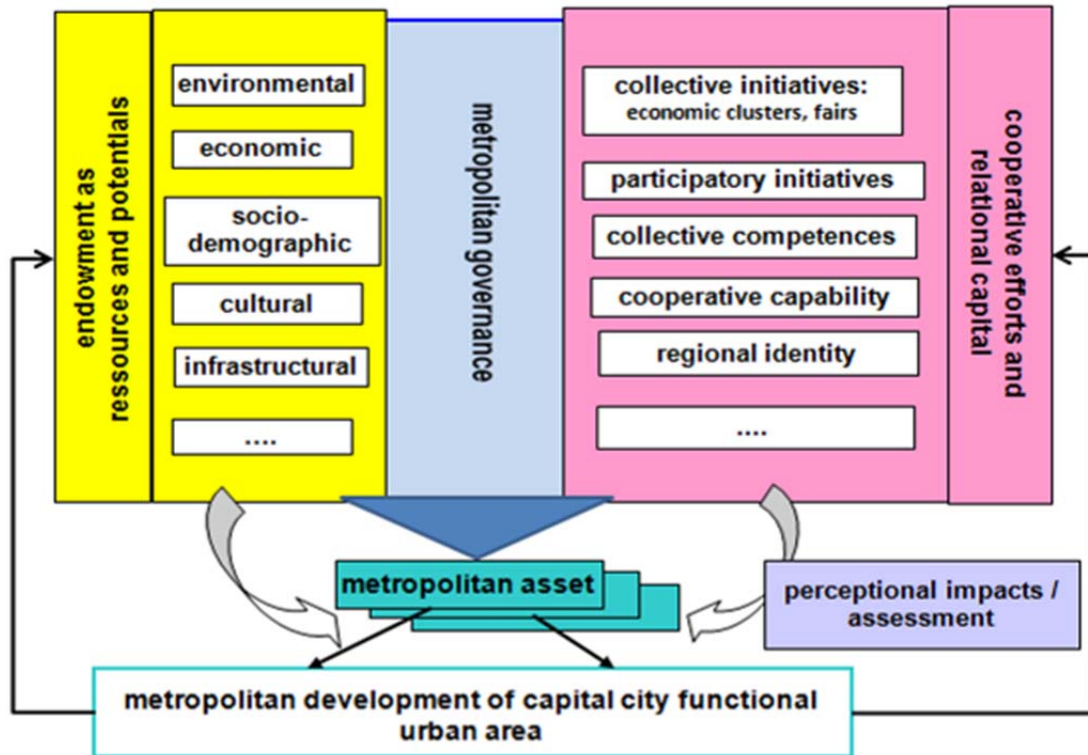 endowment as
ressources and potentials
environmental
economic
socio-
demographic
cultural
infrastructural
....
metropolitan governance
collective initiatives:
economic clusters, fairs
participatory initiatives
collective competences
cooperative capability
regional identity
....
cooperative efforts and
relational capital
metropolitan asset
perceptional impacts /
assessment
metropolitan development of capital city functional
urban area